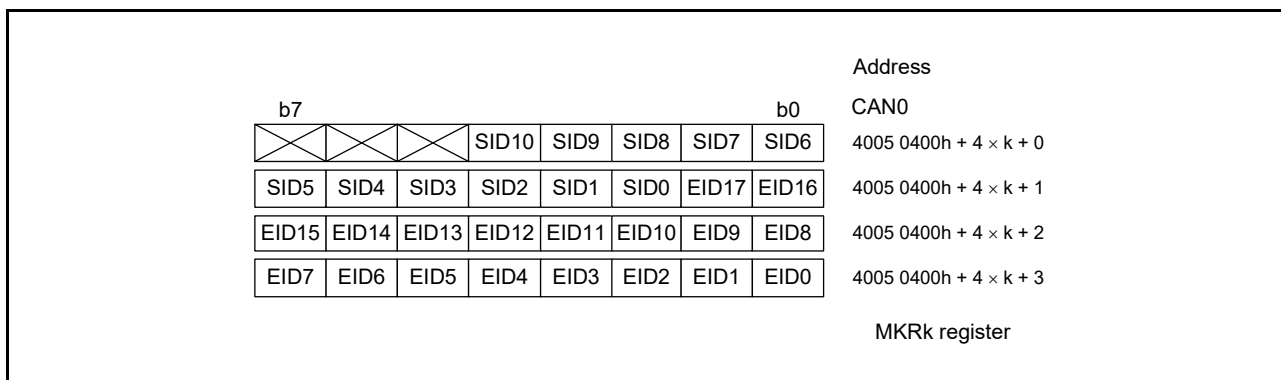 Address
b7 b0 CAN0
SID10 SID9 SID8 SID7 SID6 4005 0400h + 4 × k + 0
SID5 SID4 SID3 SID2 SID1 SID0 EID17 EID16 4005 0400h + 4 × k + 1
EID15 EID14 EID13 EID12 EID11 EID10 EID9 EID8 4005 0400h + 4 × k + 2
EID7 EID6 EID5 EID4 EID3 EID2 EID1 EID0 4005 0400h + 4 × k + 3
MKRk register